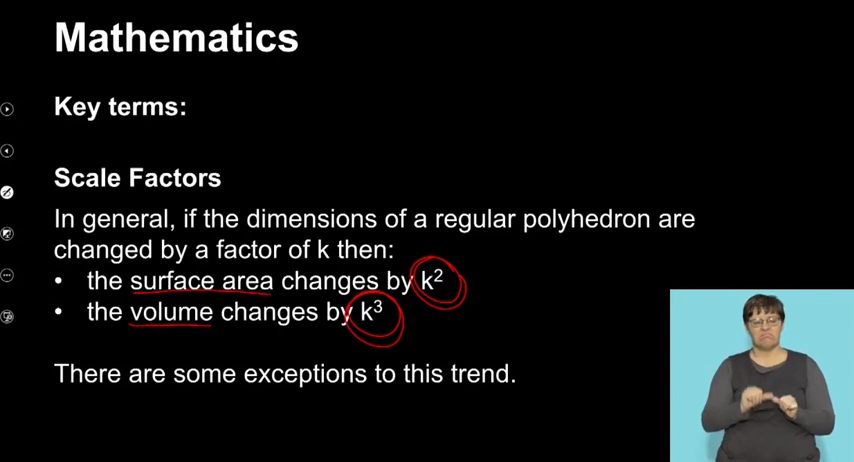 Mathematics
Key terms:
Scale Factors
In general, if the dimensions of a regular polyhedron are
changed by a factor of k then:
• the surface area changes by k²
• the volume changes by k³
There are some exceptions to this trend.